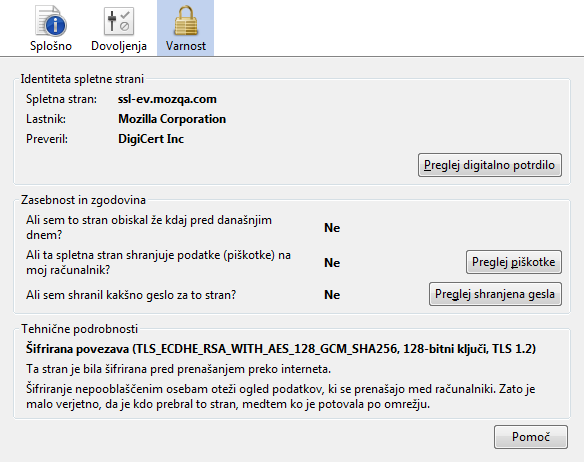 Splošno
Dovoljenja
Varnost
Identiteta spletne strani
Spletna stran: ssl-ev.mozqa.com
Lastnik: Mozilla Corporation
Preveril: DigiCert Inc
Preglej digitalno potrdilo
Zasebnost in zgodovina
Ali sem to stran obiskal že kdaj pred današnjim
dnem?
Ne
Ali ta spletna stran shranjuje podatke (piškotke) na
moj računalnik?
Ne
Preglej piškotke
Ali sem shranil kakšno geslo za to stran?
Ne
Preglej shranjena gesla
Tehnične podrobnosti
Šifrirana povezava (TLS_ECDHE_RSA_WITH_AES_128_GCM_SHA256, 128-bitni ključi, TLS 1.2)
Ta stran je bila šifrirana pred prenašanjem preko interneta.
Šifriranje nepooblaščenim osebam oteži ogled podatkov, ki se prenašajo med računalniki. Zato je
malo verjetno, da je kdo prebral to stran, medtem ko je potovala po omrežju.
Pomoč